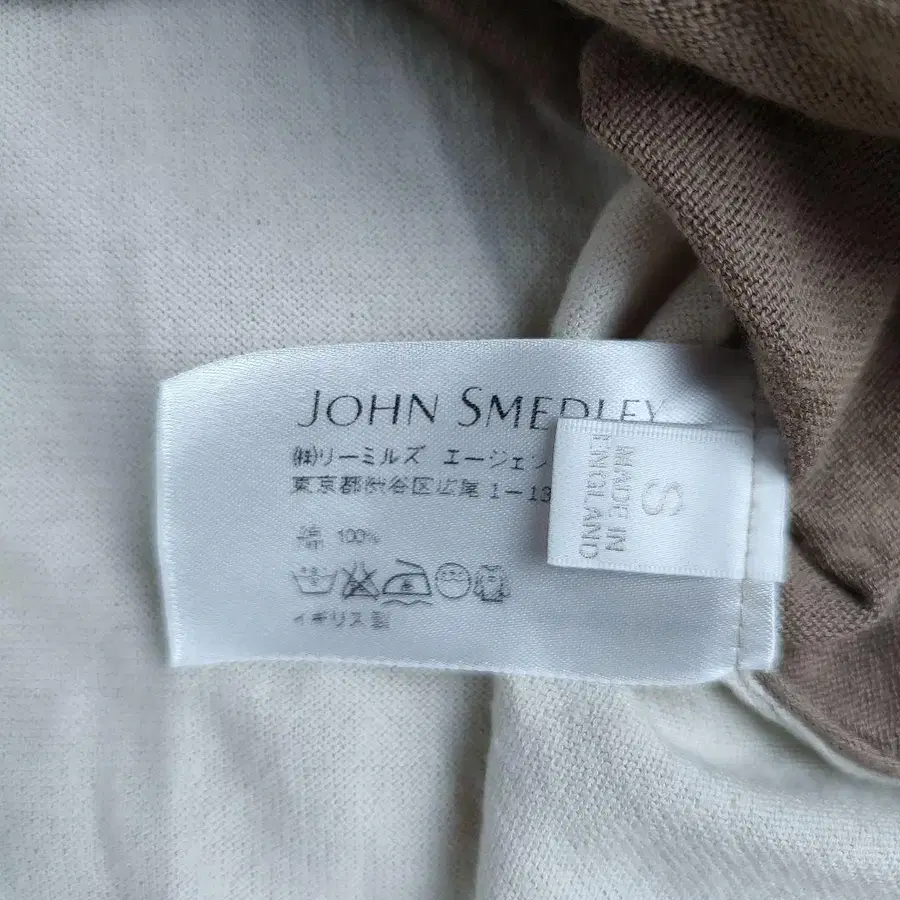 JOHN SMEDLEY
(株)リーミルズ エージェン
東京都渋谷区広尾 1-13
綿 100%
イギリス製
S
MADE IN
ENGLAND